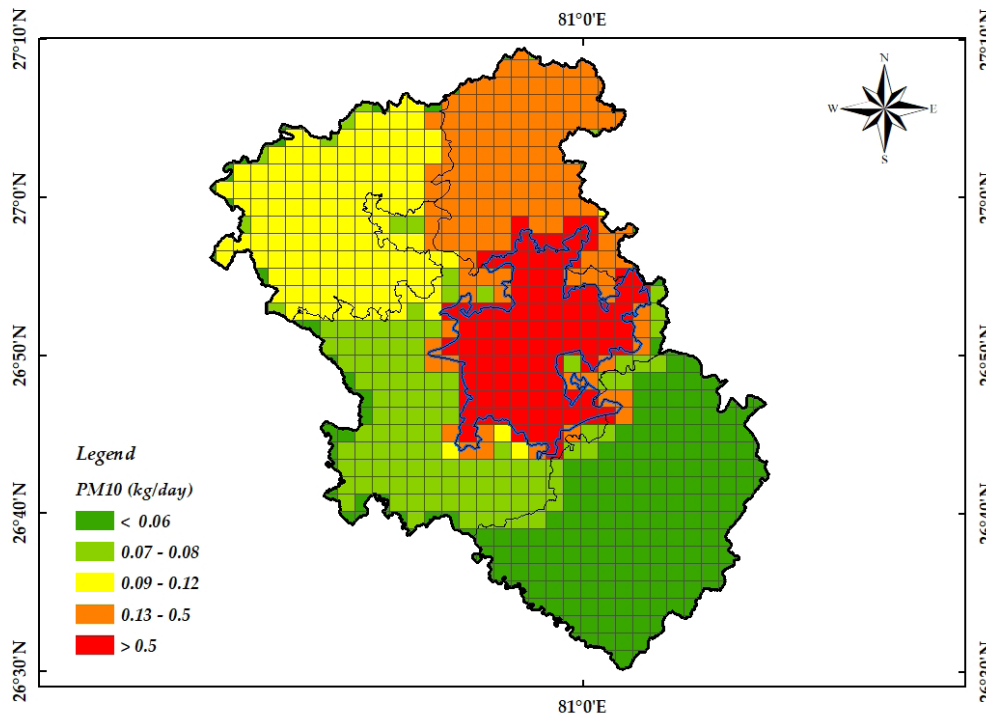 81°0'E
27°10'N
27°10'N
N
W
E
S
27°0'N
27°0'N
26°50'N
26°50'N
Legend
PM10 (kg/day)
< 0.06
0.07 - 0.08
0.09 - 0.12
0.13 - 0.5
> 0.5
26°40'N
26°40'N
26°30'N
26°30'N
81°0'E